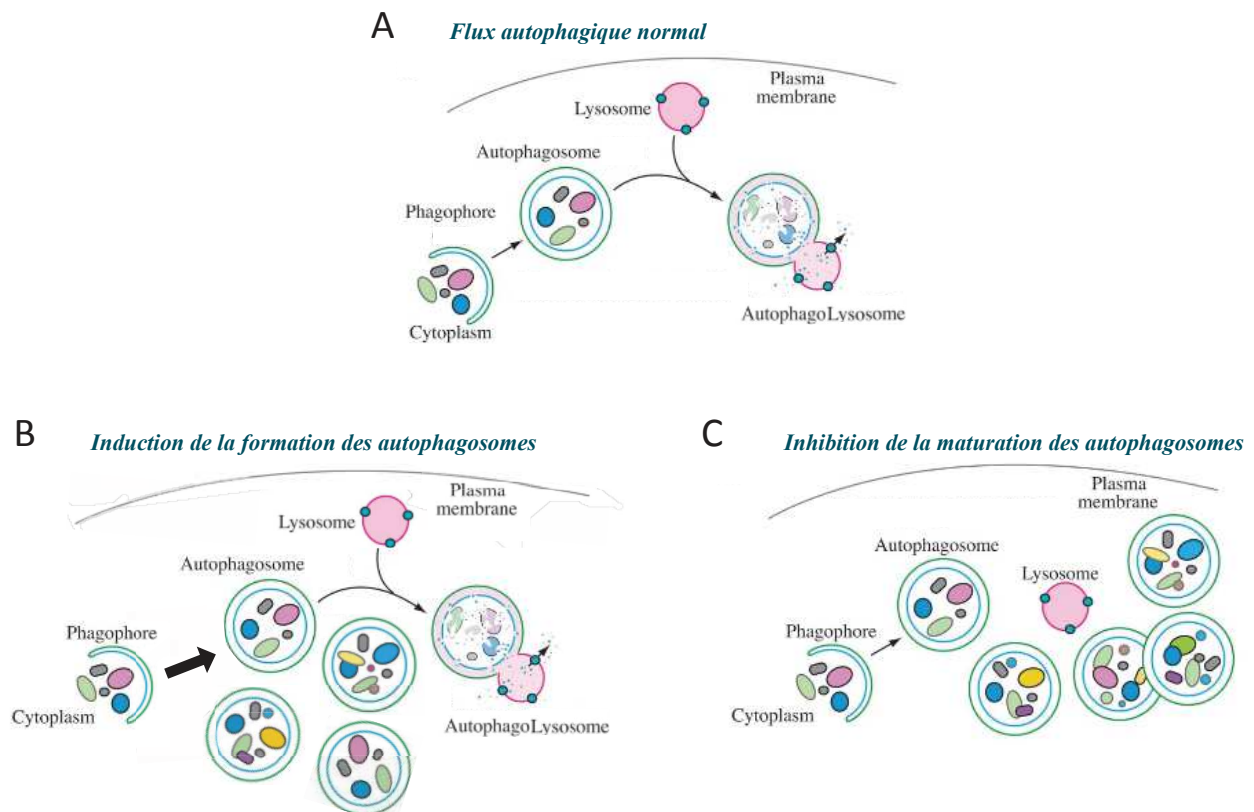 A
Flux autophagique normal
Plasma
membrane
Lysosome
Autophagosome
Phagophore
Cytoplasm
AutophagoLysosome
B
Induction de la formation des autophagosomes
Plasma
membrane
Lysosome
Autophagosome
Phagophore
Cytoplasm
AutophagoLysosome
C
Inhibition de la maturation des autophagosomes
Plasma
membrane
Autophagosome
Lysosome
Phagophore
Cytoplasm